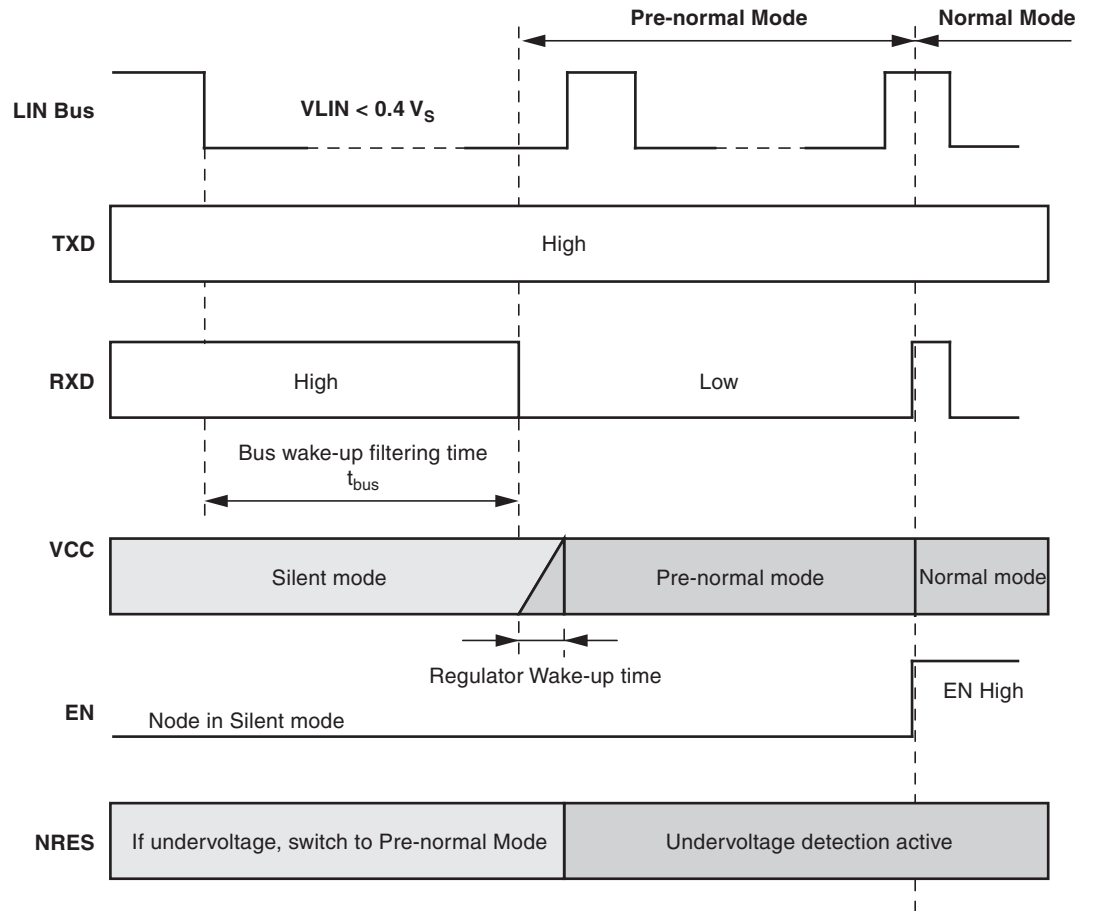 Pre-normal Mode
Normal Mode
LIN Bus
VLIN < 0.4 VS
TXD
High
RXD
High
Low
Bus wake-up filtering time
tbus
VCC
Silent mode
Pre-normal mode
Normal mode
Regulator Wake-up time
EN
Node in Silent mode
EN High
NRES
If undervoltage, switch to Pre-normal Mode
Undervoltage detection active